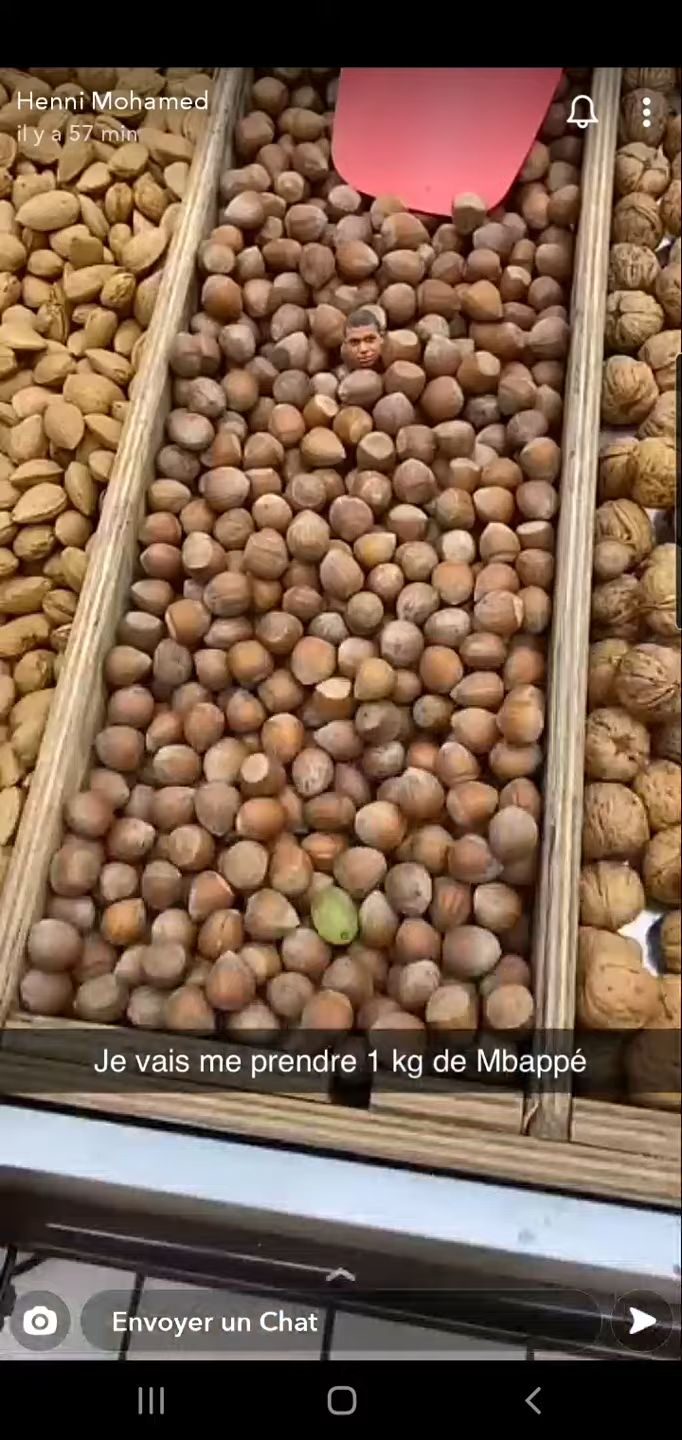 Henni Mohamed
il y a 57 min
Je vais me prendre 1 kg de Mbappé
Envoyer un Chat